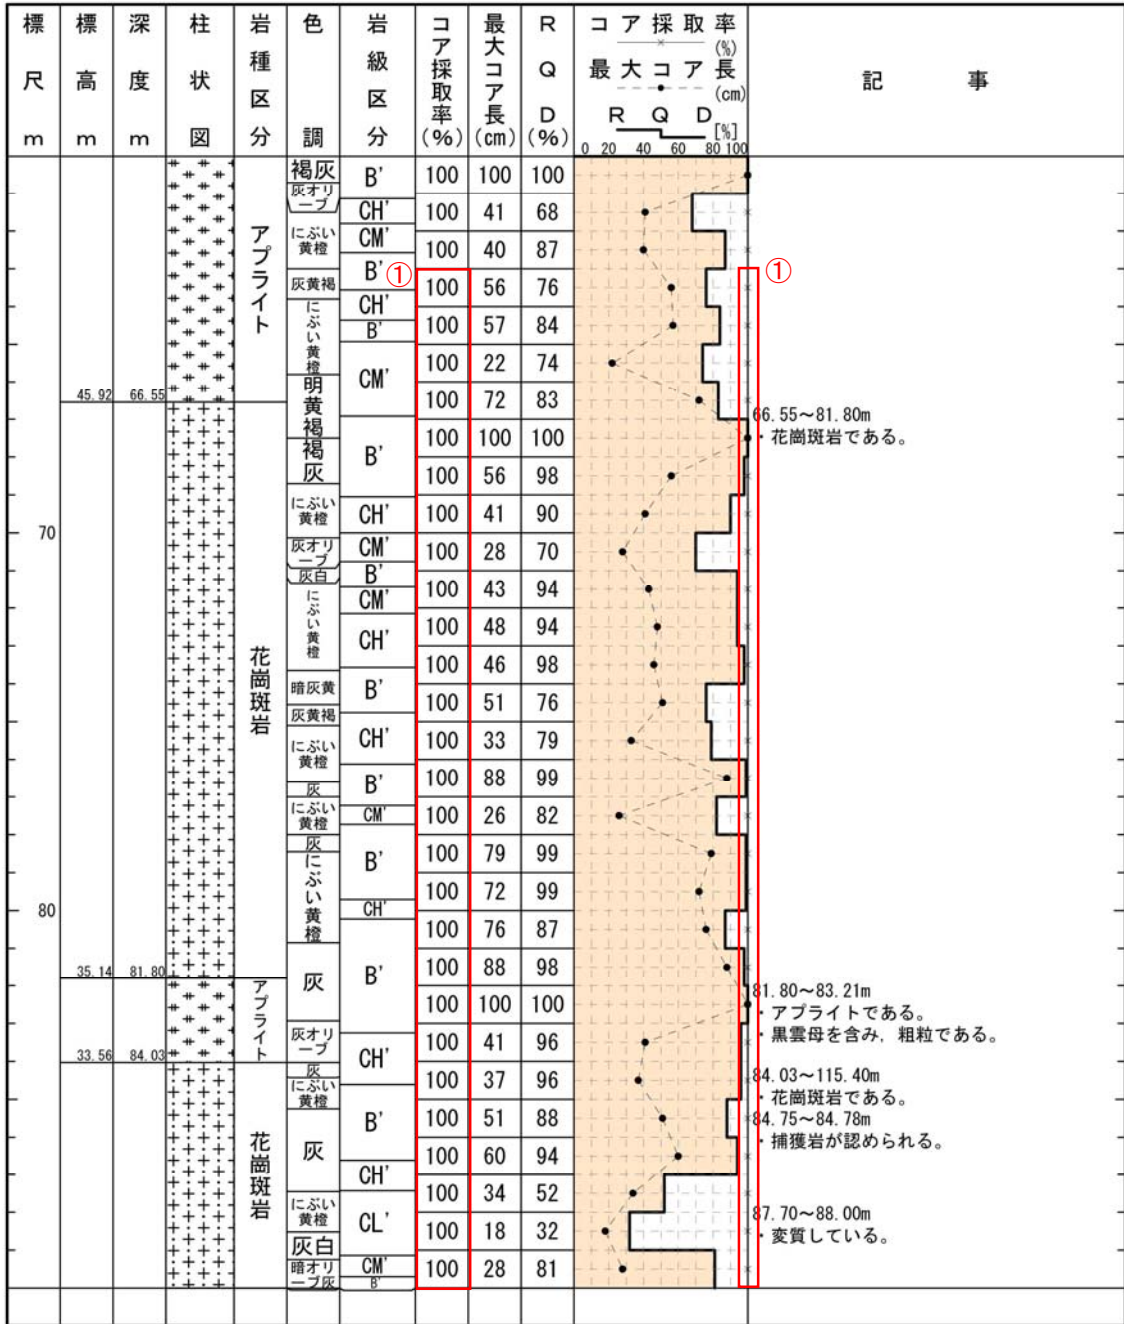 標尺m
標高m
深度m
柱状図
岩種区分
色調
岩級区分
コア採取率(%)
最大コア長(cm)
RQD(%)
コア採取率
(%)
最大コア長
(cm)
RQD
[%]
0 20 40 60 80 100
記事
アプライト
花崗斑岩
アプライト
花崗斑岩
70
80
45.92 66.55
35.14 81.80
33.56 84.03
褐灰
灰オリーブ
にぶい黄橙
灰黄褐
にぶい黄橙
明黄褐
褐灰
にぶい黄橙
灰オリーブ
灰白
にぶい黄橙
暗灰黄
灰黄褐
にぶい黄橙
灰
にぶい黄橙
灰
にぶい黄橙
灰
灰オリーブ
灰
にぶい黄橙
灰
にぶい黄橙
灰白
暗オリーブ灰
B'
CH'
CM'
B'
CH'
B'
CM'
B'
CH'
CM'
B'
CM'
CH'
B'
CH'
B'
CM'
B'
CH'
B'
CH'
B'
CH'
CL'
CM'
B'
①
①
100 100 100
100 41 68
100 40 87
100 56 76
100 57 84
100 22 74
100 72 83
100 100 100
100 56 98
100 41 90
100 28 70
100 43 94
100 48 94
100 46 98
100 51 76
100 33 79
100 88 99
100 26 82
100 79 99
100 72 99
100 76 87
100 88 98
100 100 100
100 41 96
100 37 96
100 51 88
100 60 94
100 34 52
100 18 32
100 28 81
66.55～81.80m
・花崗斑岩である。
81.80～83.21m
・アプライトである。
・黒雲母を含み，粗粒である。
84.03～115.40m
・花崗斑岩である。
84.75～84.78m
・捕獲岩が認められる。
87.70～88.00m
・変質している。